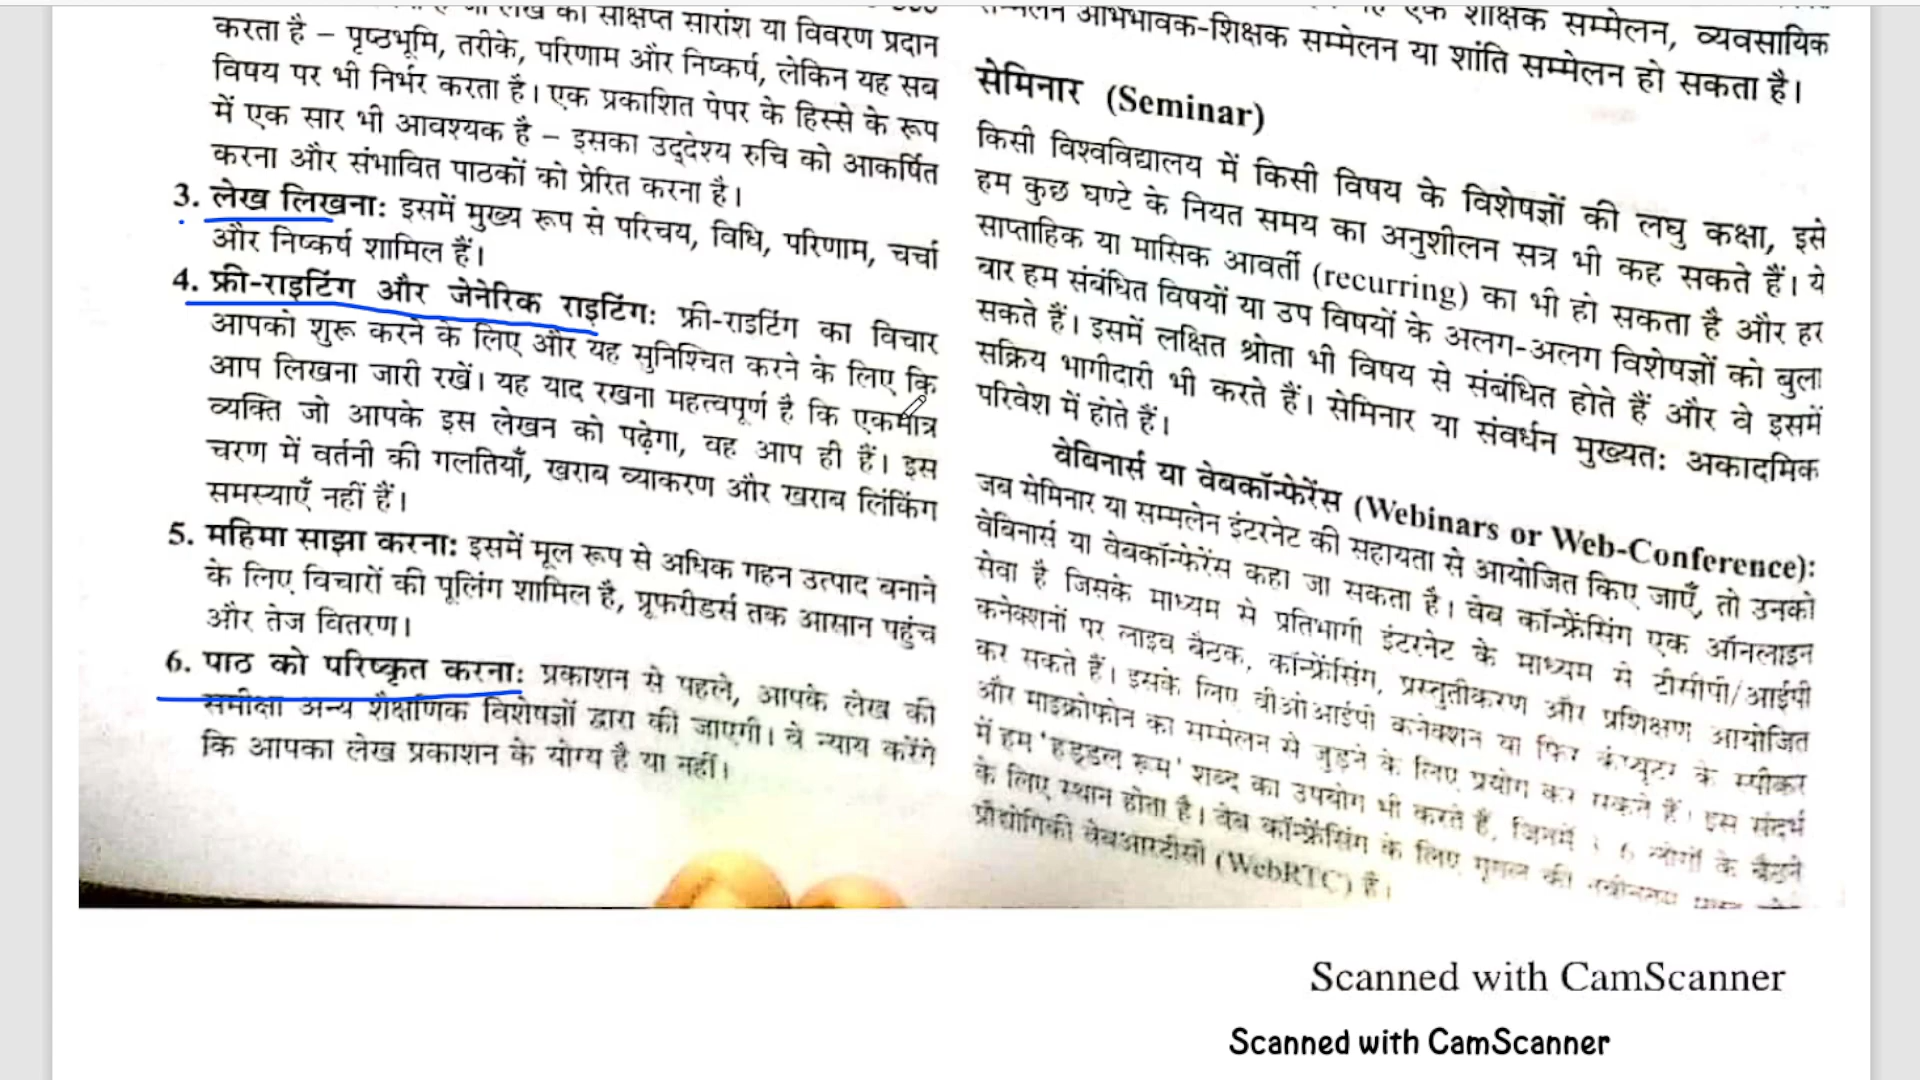 लेख का संक्षिप्त सारांश या विवरण प्रदान
करता है – पृष्ठभूमि, तरीके, परिणाम और निष्कर्ष, लेकिन यह सब
विषय पर भी निर्भर करता है। एक प्रकाशित पेपर के हिस्से के रूप
में एक सार भी आवश्यक है – इसका उद्देश्य रुचि को आकर्षित
करना और संभावित पाठकों को प्रेरित करना है।
3. लेख लिखना: इसमें मुख्य रूप से परिचय, विधि, परिणाम, चर्चा
और निष्कर्ष शामिल हैं।
4. फ्री-राइटिंग और जेनेरिक राइटिंग: फ्री-राइटिंग का विचार
आपको शुरू करने के लिए और यह सुनिश्चित करने के लिए कि
आप लिखना जारी रखें। यह याद रखना महत्वपूर्ण है कि एकमात्र
व्यक्ति जो आपके इस लेखन को पढ़ेगा, वह आप ही हैं। इस
चरण में वर्तनी की गलतियाँ, खराब व्याकरण और खराब लिंकिंग
समस्याएँ नहीं हैं।
5. महिमा साझा करना: इसमें मूल रूप से अधिक गहन उत्पाद बनाने
के लिए विचारों की पूलिंग शामिल है, प्रूफरीडर्स तक आसान पहुंच
और तेज वितरण।
6. पाठ को परिष्कृत करना: प्रकाशन से पहले, आपके लेख की
समीक्षा अन्य शैक्षणिक विशेषज्ञों द्वारा की जाएगी। वे न्याय करेंगे
कि आपका लेख प्रकाशन के योग्य है या नहीं।
एक शैक्षिक सम्मेलन, व्यवसायिक
सम्मेलन अभिभावक-शिक्षक सम्मेलन या शांति सम्मेलन हो सकता है।
सेमिनार (Seminar)
किसी विश्वविद्यालय में किसी विषय के विशेषज्ञों की लघु कक्षा, इसे
हम कुछ घण्टे के नियत समय का अनुशीलन सत्र भी कह सकते हैं। ये
साप्ताहिक या मासिक आवर्ती (recurring) का भी हो सकता है और हर
बार हम संबंधित विषयों या उप विषयों के अलग-अलग विशेषज्ञों को बुला
सकते हैं। इसमें लक्षित श्रोता भी विषय से संबंधित होते हैं और वे इसमें
सक्रिय भागीदारी भी करते हैं। सेमिनार या संवर्धन मुख्यत: अकादमिक
परिवेश में होते हैं।
वेबिनार्स या वेबकॉन्फेरेंस (Webinars or Web-Conference):
जब सेमिनार या सम्मलेन इंटरनेट की सहायता से आयोजित किए जाएँ, तो उनको
वेबिनार्स या वेबकॉन्फेरेंस कहा जा सकता है। वेब कॉन्फ्रेंसिंग एक ऑनलाइन
सेवा है जिसके माध्यम से प्रतिभागी इंटरनेट के माध्यम से टीसीपी/आईपी
कनेक्शनों पर लाइव बैठक, कॉन्फ्रेंसिंग, प्रस्तुतीकरण और प्रशिक्षण आयोजित
कर सकते हैं। इसके लिए वीओआईपी कनेक्शन या फिर कंप्यूटर के स्पीकर
और माइक्रोफोन का सम्मेलन से जुड़ने के लिए प्रयोग कर सकते हैं। इस संदर्भ
में हम 'हड्डल रूम' शब्द का उपयोग भी करते हैं, जिनमें 6 लोगों के बैठने
के लिए स्थान होता है। वेब कॉन्फ्रेंसिंग के लिए गूगल की नवीनतम
प्रौद्योगिकी वेबआरटीसी (WebRTC) है।
Scanned with CamScanner
Scanned with CamScanner